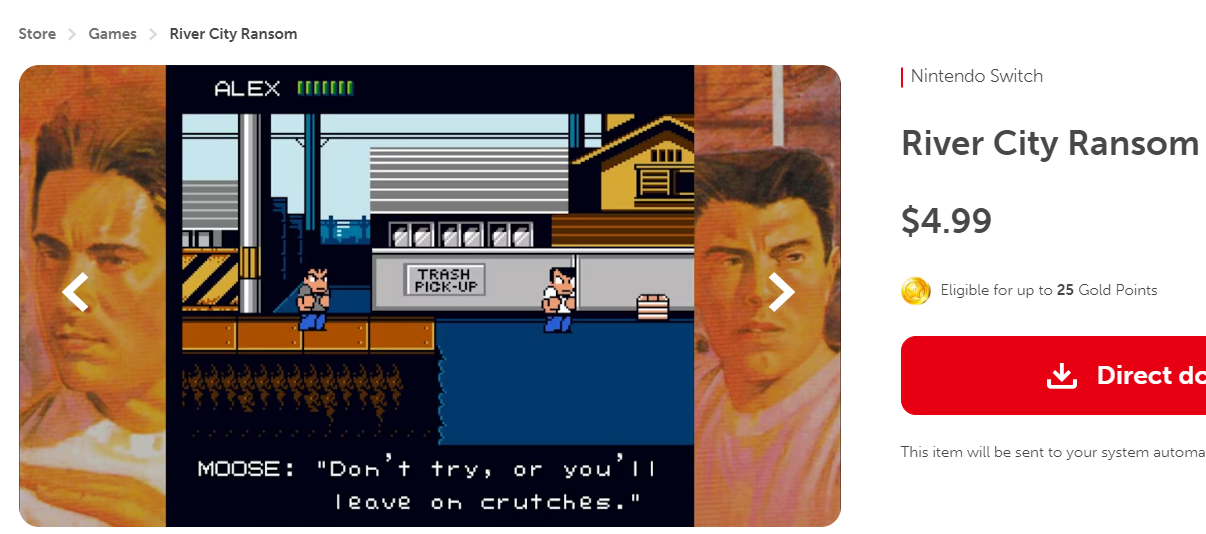 Store > Games > River City Ransom
ALEX
TRASH
PICK-UP
MOOSE: "Don't try, or you'll
leave on crutches."
Nintendo Switch
River City Ransom
$4.99
Eligible for up to 25 Gold Points
Direct do
This item will be sent to your system automa